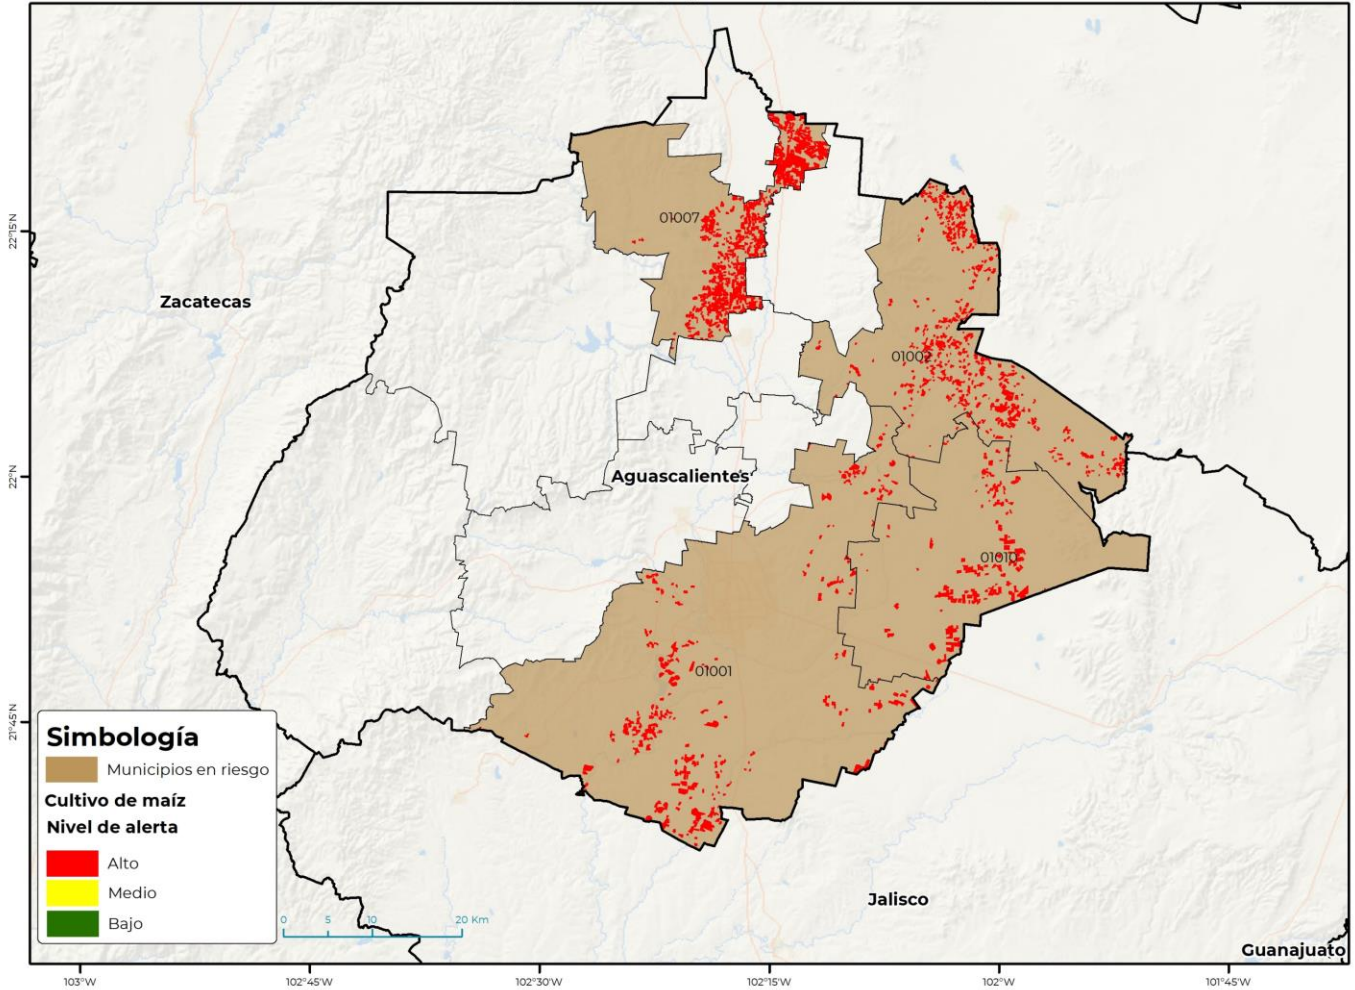 22°15'N
22°N
21°45'N
Zacatecas
01007
01002
Aguascalientes
01010
01001
Jalisco
Guanajuato
Simbología
Municipios en riesgo
Cultivo de maíz
Nivel de alerta
Alto
Medio
Bajo
0 5 10 20 Km
103°W 102°45'W 102°30'W 102°15'W 102°W 101°45'W